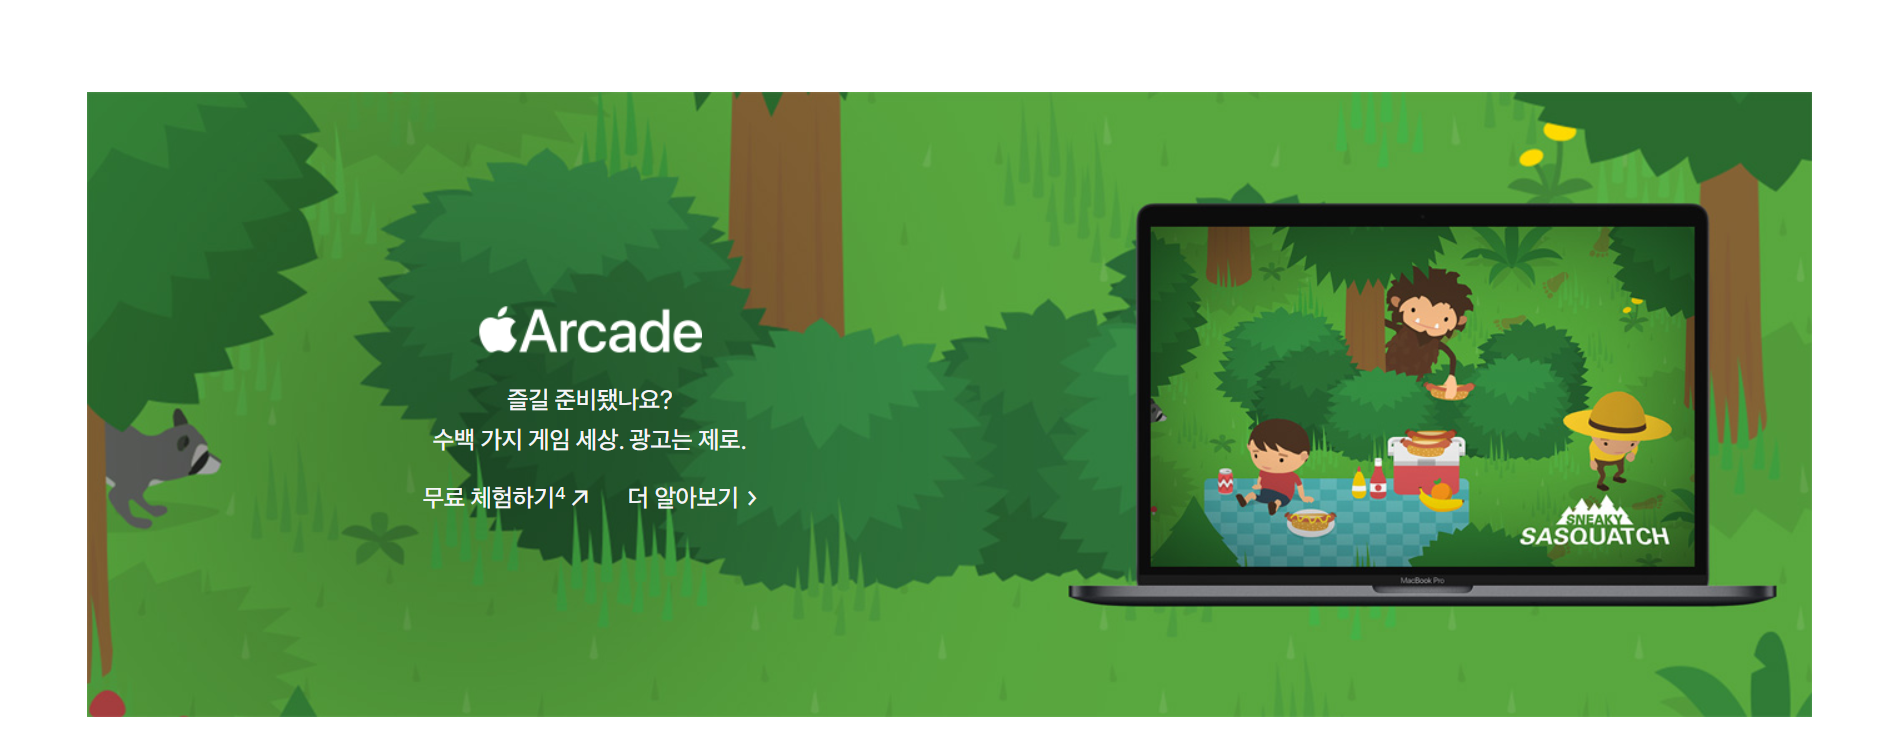 Arcade
즐길 준비됐나요?
수백 가지 게임 세상. 광고는 제로.
무료 체험하기4 더 알아보기
SNEAKY
SASQUATCH
MacBook Pro